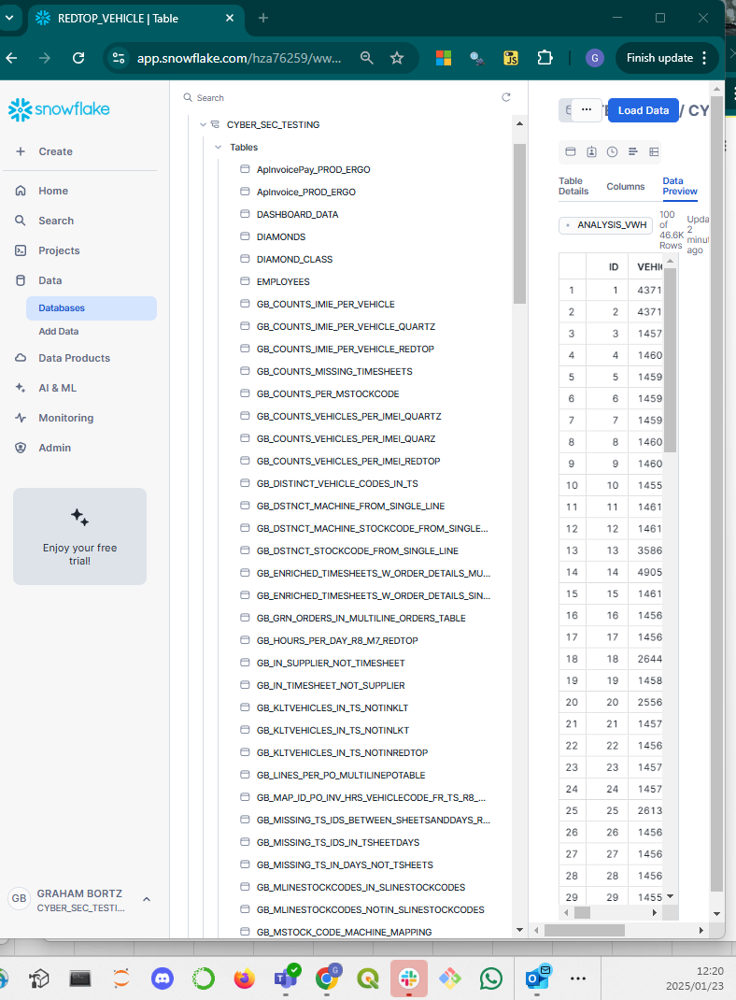 REDTOP_VEHICLE | Table
app.snowflake.com/hza76259/ww...
JS
G
Finish update
snowflake
Create
Home
Search
Projects
Data
Databases
Add Data
Data Products
AI & ML
Monitoring
Admin
Enjoy your free
trial!
GB
GRAHAM BORTZ
CYBER_SEC_TESTI...
Search
CYBER_SEC_TESTING
Tables
ApInvoicePay_PROD_ERGO
ApInvoice_PROD_ERGO
DASHBOARD_DATA
DIAMONDS
DIAMOND_CLASS
EMPLOYEES
GB_COUNTS_IMIE_PER_VEHICLE
GB_COUNTS_IMIE_PER_VEHICLE_QUARTZ
GB_COUNTS_IMIE_PER_VEHICLE_REDTOP
GB_COUNTS_MISSING_TIMESHEETS
GB_COUNTS_PER_MSTOCKCODE
GB_COUNTS_VEHICLES_PER_IMEI_QUARTZ
GB_COUNTS_VEHICLES_PER_IMEI_QUARZ
GB_COUNTS_VEHICLES_PER_IMEI_REDTOP
GB_DISTINCT_VEHICLE_CODES_IN_TS
GB_DSTNCT_MACHINE_FROM_SINGLE_LINE
GB_DSTNCT_MACHINE_STOCKCODE_FROM_SINGLE...
GB_DSTNCT_STOCKCODE_FROM_SINGLE_LINE
GB_ENRICHED_TIMESHEETS_W_ORDER_DETAILS_MU...
GB_ENRICHED_TIMESHEETS_W_ORDER_DETAILS_SIN...
GB_GRN_ORDERS_IN_MULTILINE_ORDERS_TABLE
GB_HOURS_PER_DAY_R8_M7_REDTOP
GB_IN_SUPPLIER_NOT_TIMESHEET
GB_IN_TIMESHEET_NOT_SUPPLIER
GB_KLTVEHICLES_IN_TS_NOTINKLT
GB_KLTVEHICLES_IN_TS_NOTINLKT
GB_KLTVEHICLES_IN_TS_NOTINREDTOP
GB_LINES_PER_PO_MULTILINEPOTABLE
GB_MAP_ID_PO_INV_HRS_VEHICLECODE_FR_TS_R8_...
GB_MISSING_TS_IDS_BETWEEN_SHEETSANDDAYS_R...
GB_MISSING_TS_IDS_IN_TSHEETDAYS
GB_MISSING_TS_IN_DAYS_NOT_TSHEETS
GB_MLINESTOCKCODES_IN_SLINESTOCKCODES
GB_MLINESTOCKCODES_NOTIN_SLINESTOCKCODES
GB_MSTOCK_CODE_MACHINE_MAPPING
... Load Data / CY
Table
Details
Columns
Data
Preview
ANALYSIS_VWH
100
of
46.6K
Rows
Upda
2
minut
ago
ID VEHIC
1 1 4371
2 2 4371
3 3 1457
4 4 1460
5 5 1459
6 6 1459
7 7 1459
8 8 1460
9 9 1460
10 10 1455
11 11 1461
12 12 1461
13 13 3586
14 14 4905
15 15 1461
16 16 1456
17 17 1456
18 18 2644
19 19 1458
20 20 2556
21 21 1457
22 22 1456
23 23 1457
24 24 1457
25 25 2613
26 26 1456
27 27 1456
28 28 1456
29 29 1455
G
12:20
2025/01/23